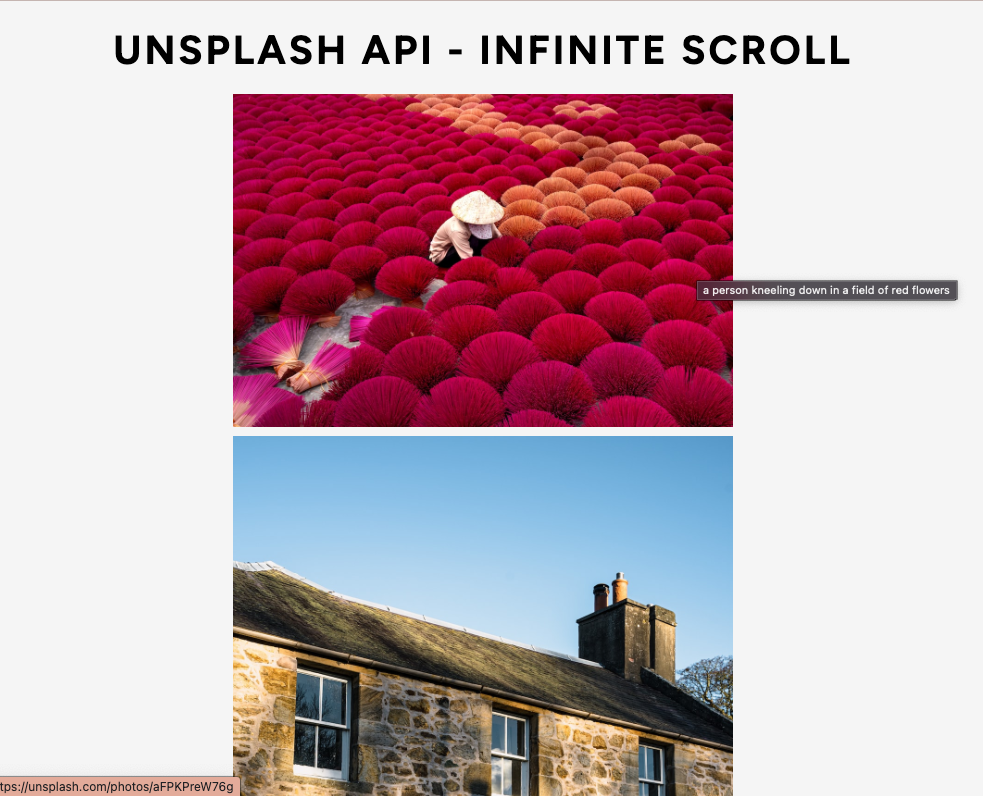 UNSPLASH API - INFINITE SCROLL
a person kneeling down in a field of red flowers
tps://unsplash.com/photos/aFPKPreW76g